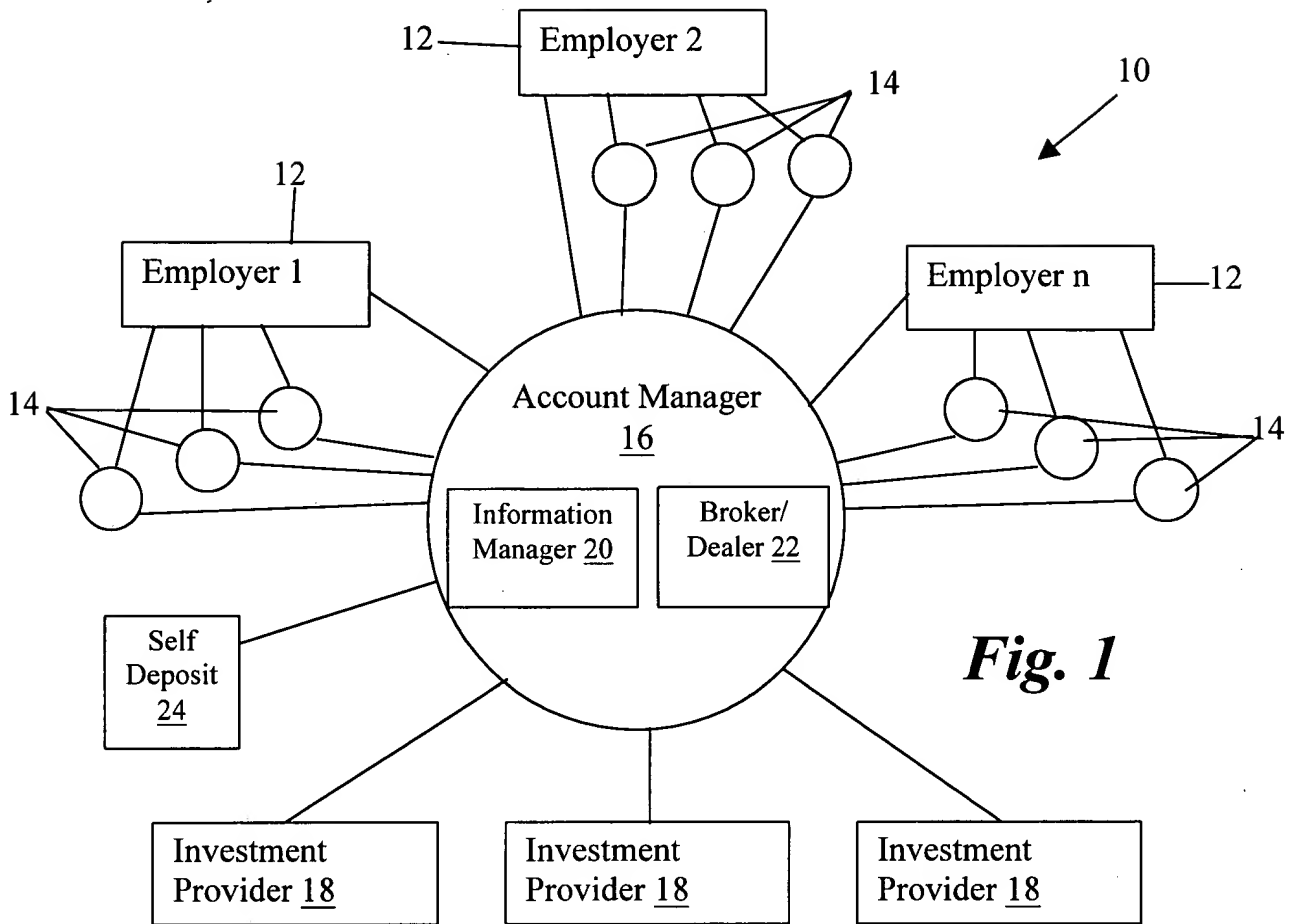 12
Employer 2
14
10
12
Employer 1
Employer n
12
14
Account Manager
16
14
Information
Manager 20
Broker/
Dealer 22
Self
Deposit
24
Fig. 1
Investment
Provider 18
Investment
Provider 18
Investment
Provider 18